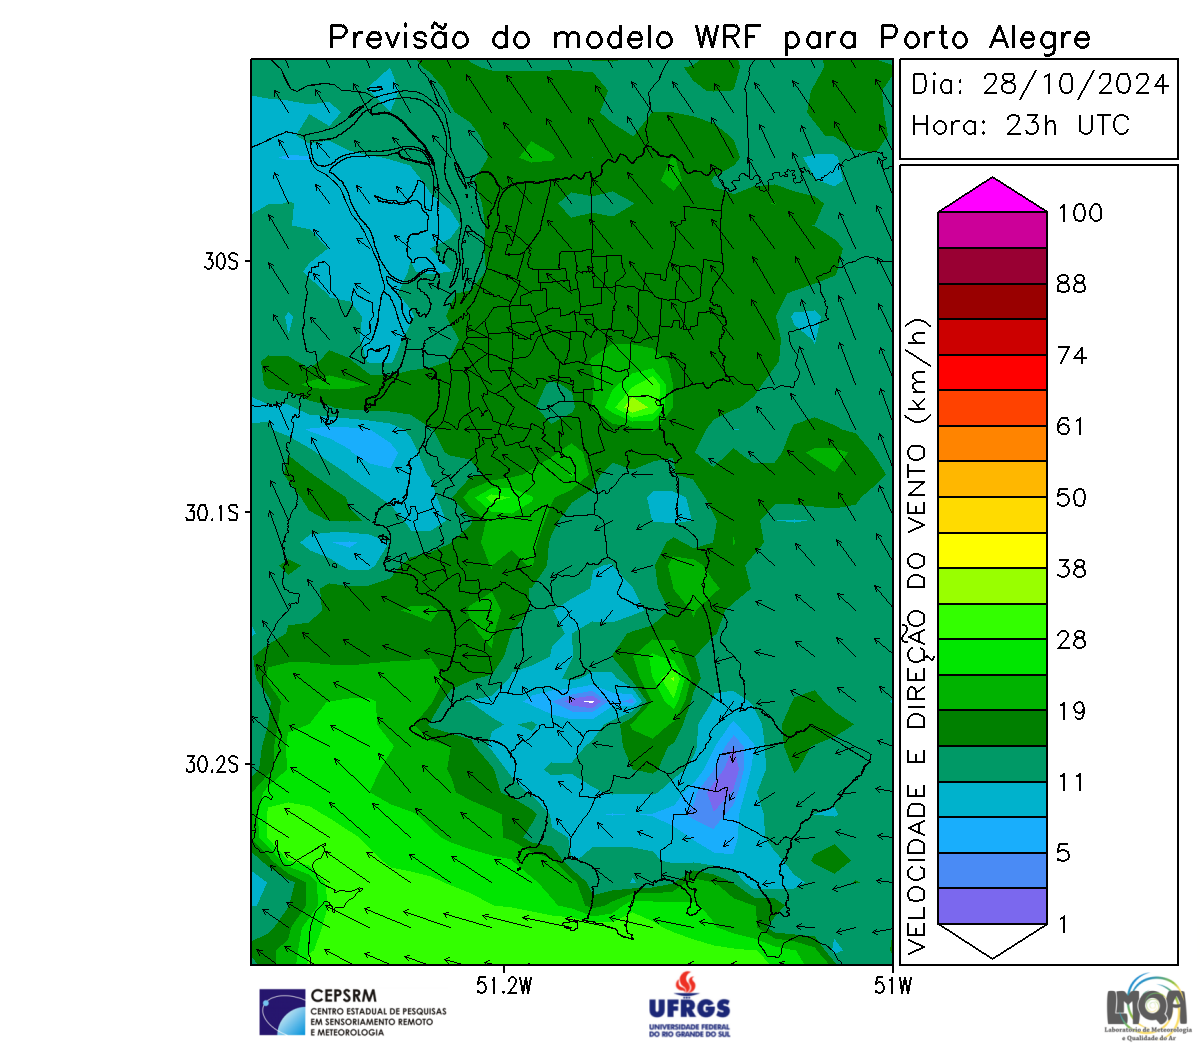 Previsão do modelo WRF para Porto Alegre
Dia: 28/10/2024
Hora: 23h UTC
30S
30.1S
30.2S
51.2W
51W
VELOCIDADE E DIREÇÃO DO VENTO (km/h)
100
88
74
61
50
38
28
19
11
5
1
CEPSRM
CENTRO ESTADUAL DE PESQUISAS
EM SENSORIAMENTO REMOTO
E METEOROLOGIA
UFRGS
UNIVERSIDADE FEDERAL
DO RIO GRANDE DO SUL
LMQA
Laboratório de Meteorologia
e Qualidade do Ar